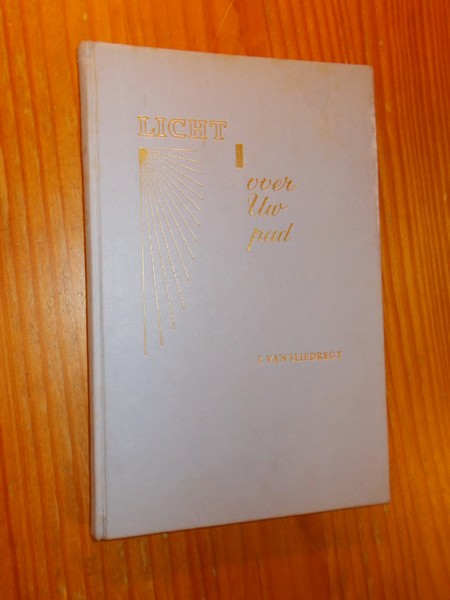 LICHT
over
Uw
pad
J. VAN SLIEDREGT